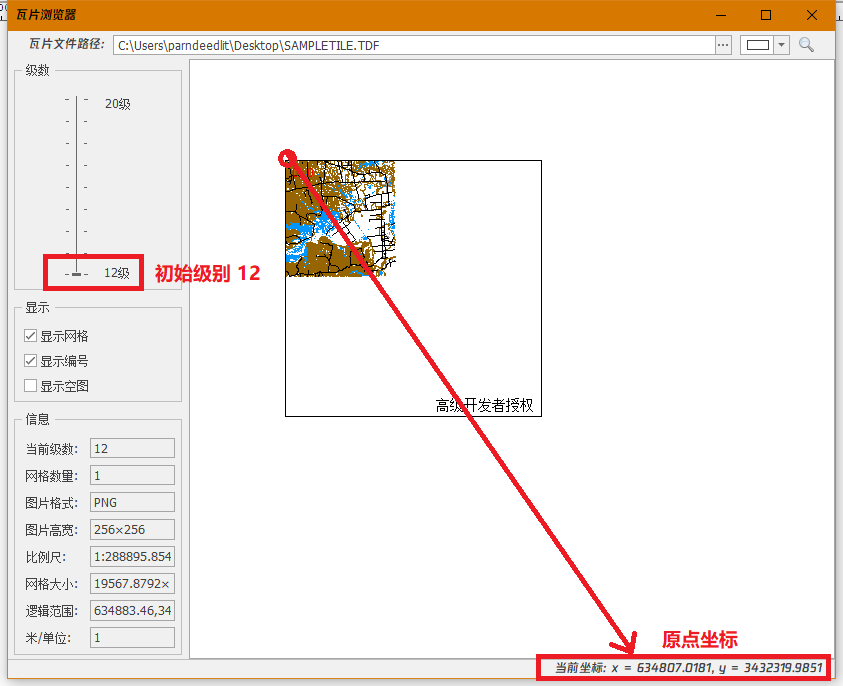 瓦片浏览器
瓦片文件路径: C:\Users\parndeedlit\Desktop\SAMPLETILE.TDF ...
级数
20级
12级
初始级别 12
显示
显示网格
显示编号
显示空图
高级开发者授权
信息
当前级数: 12
网格数量: 1
图片格式: PNG
图片高宽: 256×256
比例尺: 1:288895.854
网格大小: 19567.8792×
逻辑范围: 634883.46,34
米/单位: 1
原点坐标
当前坐标: x = 634807.0181, y = 3432319.9851